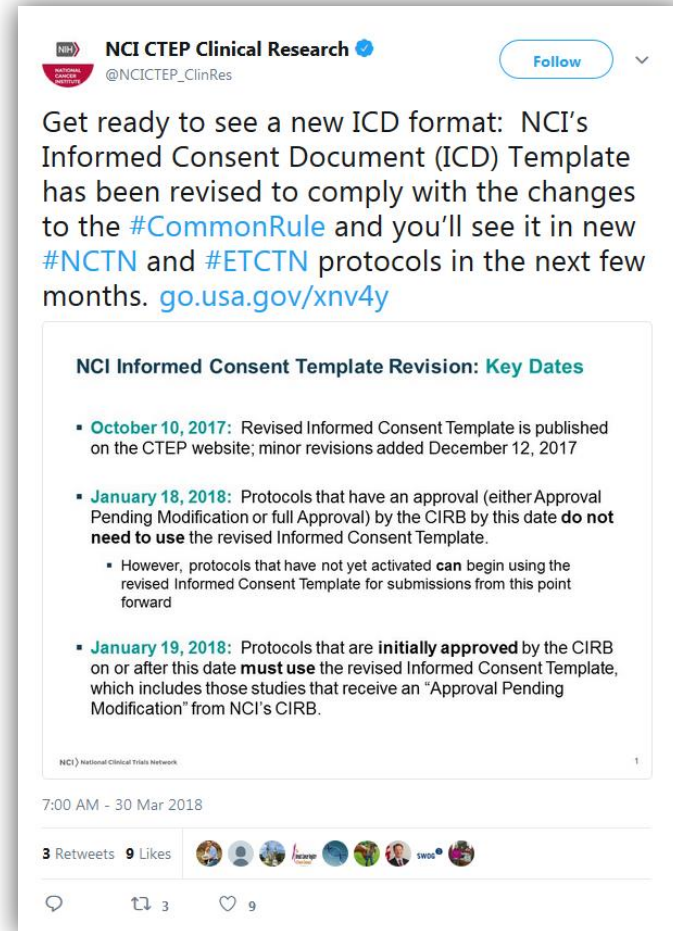 NIH
NATIONAL
CANCER
INSTITUTE
NCI CTEP Clinical Research
@NCICTEP_ClinRes
Follow
Get ready to see a new ICD format: NCI's
Informed Consent Document (ICD) Template
has been revised to comply with the changes
to the #CommonRule and you'll see it in new
#NCTN and #ETCTN protocols in the next few
months. go.usa.gov/xnv4y
NCI Informed Consent Template Revision: Key Dates
▪ October 10, 2017: Revised Informed Consent Template is published
on the CTEP website; minor revisions added December 12, 2017
▪ January 18, 2018: Protocols that have an approval (either Approval
Pending Modification or full Approval) by the CIRB by this date do not
need to use the revised Informed Consent Template.
▪ However, protocols that have not yet activated can begin using the
revised Informed Consent Template for submissions from this point
forward
▪ January 19, 2018: Protocols that are initially approved by the CIRB
on or after this date must use the revised Informed Consent Template,
which includes those studies that receive an “Approval Pending
Modification” from NCI's CIRB.
NCI National Clinical Trials Network
1
7:00 AM - 30 Mar 2018
3 Retweets 9 Likes
SWOG
3 9